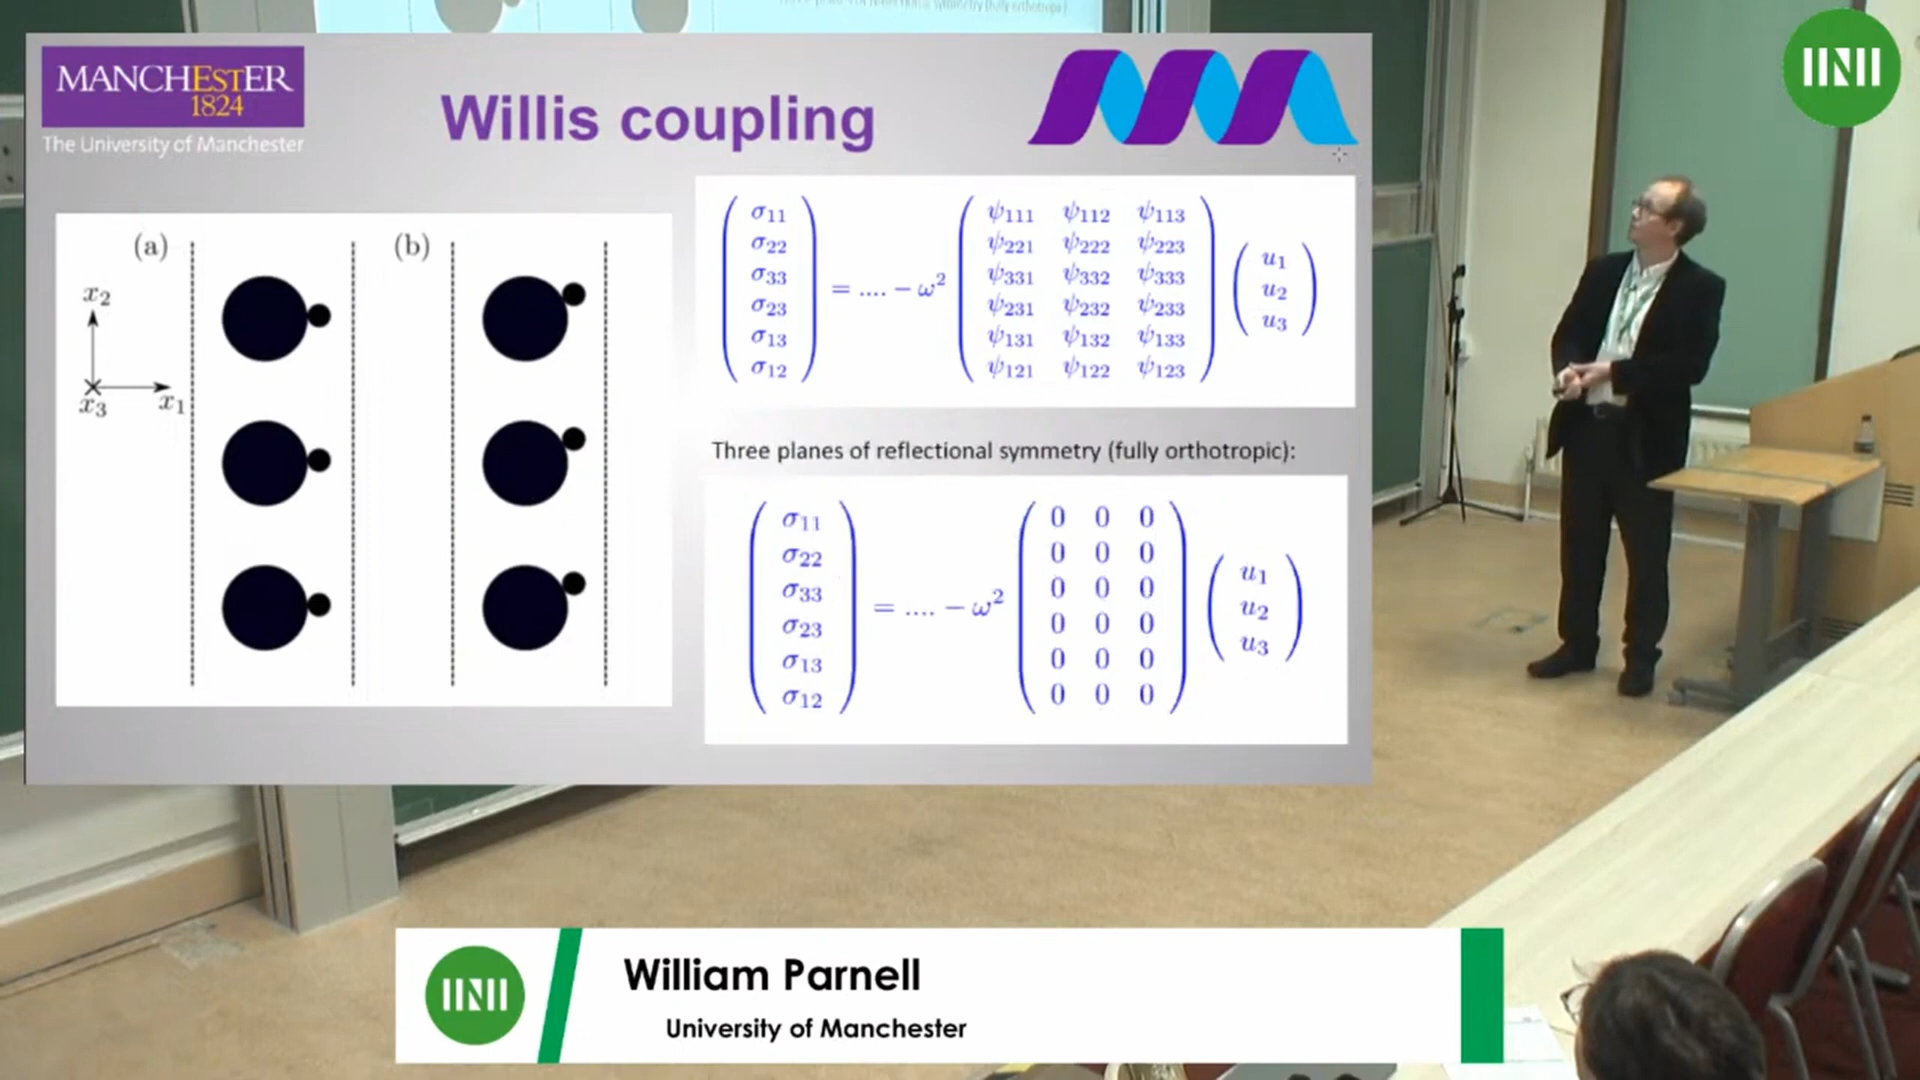 MANCHESTER
1824
The University of Manchester
Willis coupling
(a)
(b)
x₂
x₁
x₃
σ₁₁
σ₂₂
σ₃₃
σ₂₃
σ₁₃
σ₁₂
= .... − ω²
ψ₁₁₁ ψ₁₁₂ ψ₁₁₃
ψ₂₂₁ ψ₂₂₂ ψ₂₂₃
ψ₃₃₁ ψ₃₃₂ ψ₃₃₃
ψ₂₃₁ ψ₂₃₂ ψ₂₃₃
ψ₁₃₁ ψ₁₃₂ ψ₁₃₃
ψ₁₂₁ ψ₁₂₂ ψ₁₂₃
u₁
u₂
u₃
Three planes of reflectional symmetry (fully orthotropic):
σ₁₁
σ₂₂
σ₃₃
σ₂₃
σ₁₃
σ₁₂
= .... − ω²
0 0 0
0 0 0
0 0 0
0 0 0
0 0 0
0 0 0
u₁
u₂
u₃
William Parnell
University of Manchester